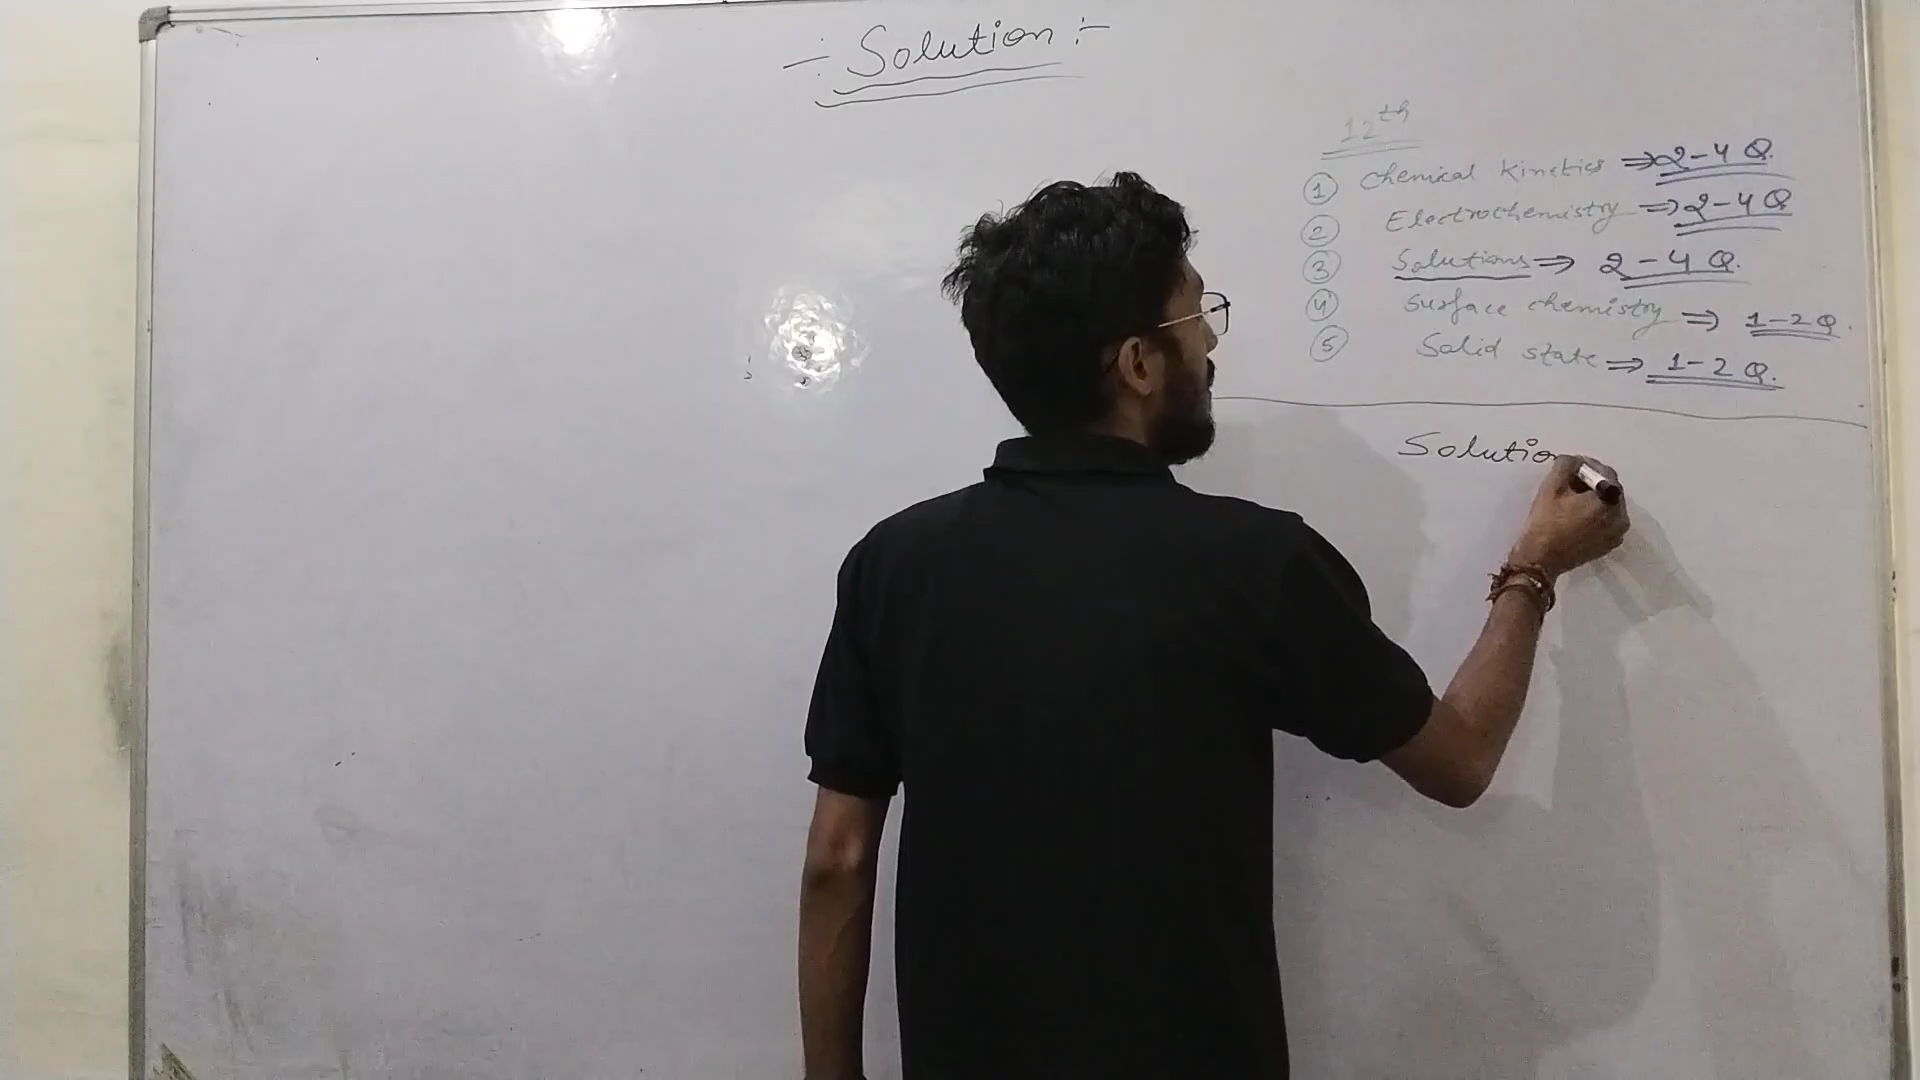 -: Solution :-
12th
① Chemical Kinetics ⇒ 2-4 Q.
② Electrochemistry ⇒ 2-4 Q
③ Solutions ⇒ 2-4 Q.
④ Surface chemistry ⇒ 1-2 Q.
⑤ Solid state ⇒ 1-2 Q.
Solution